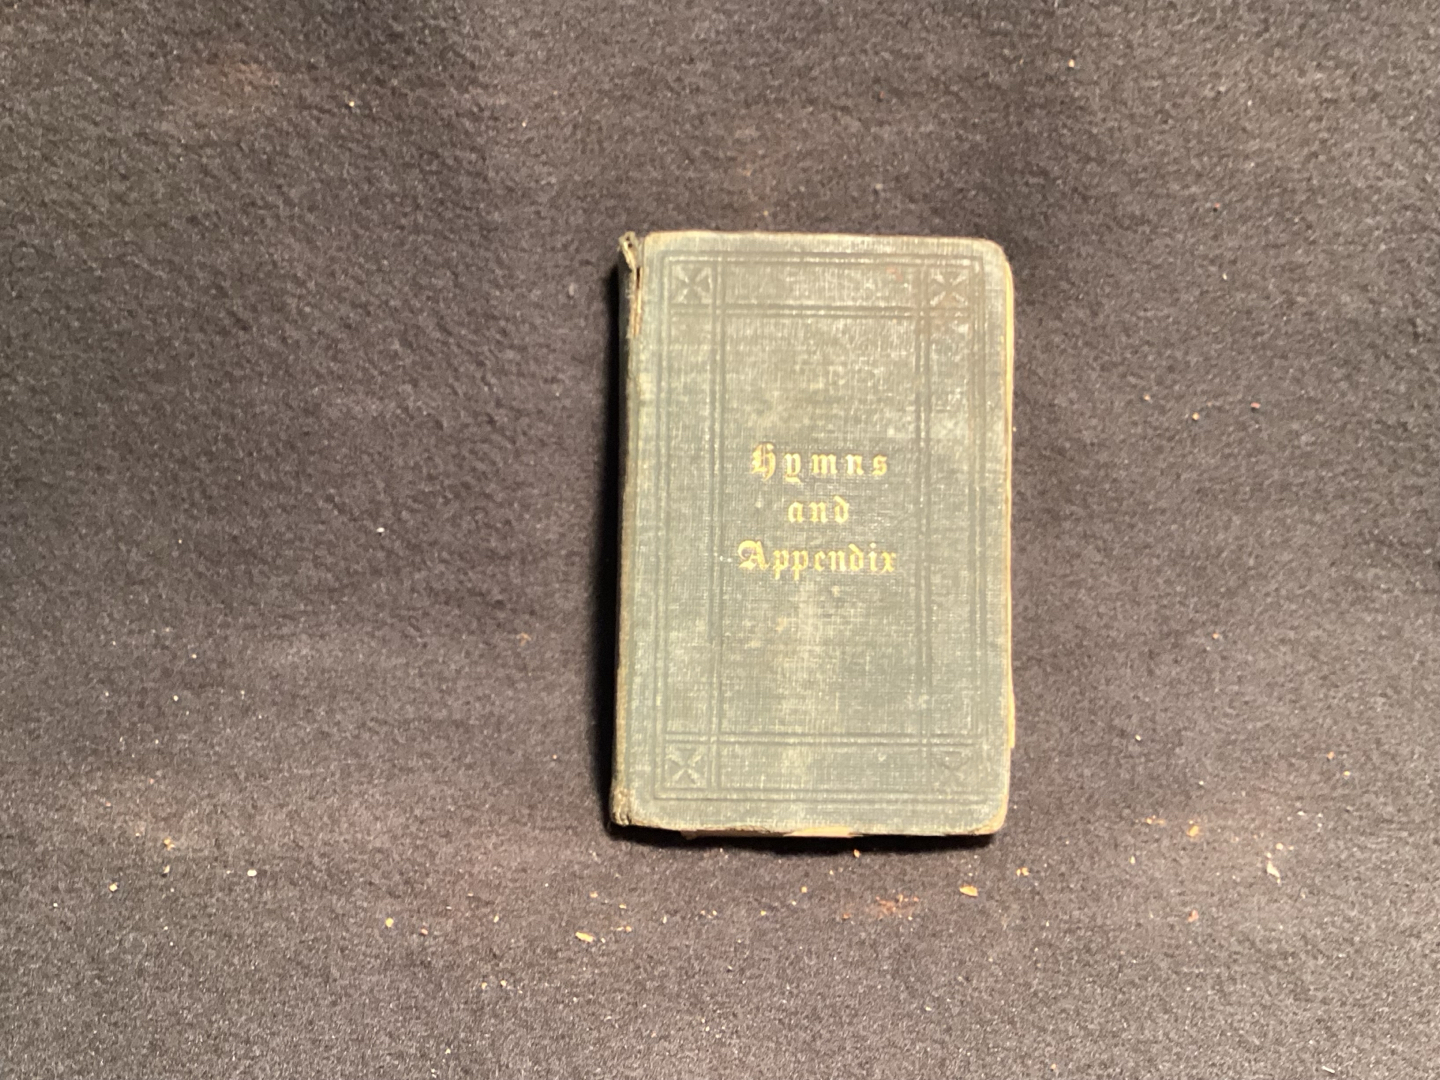 Hymns
and
Appendix